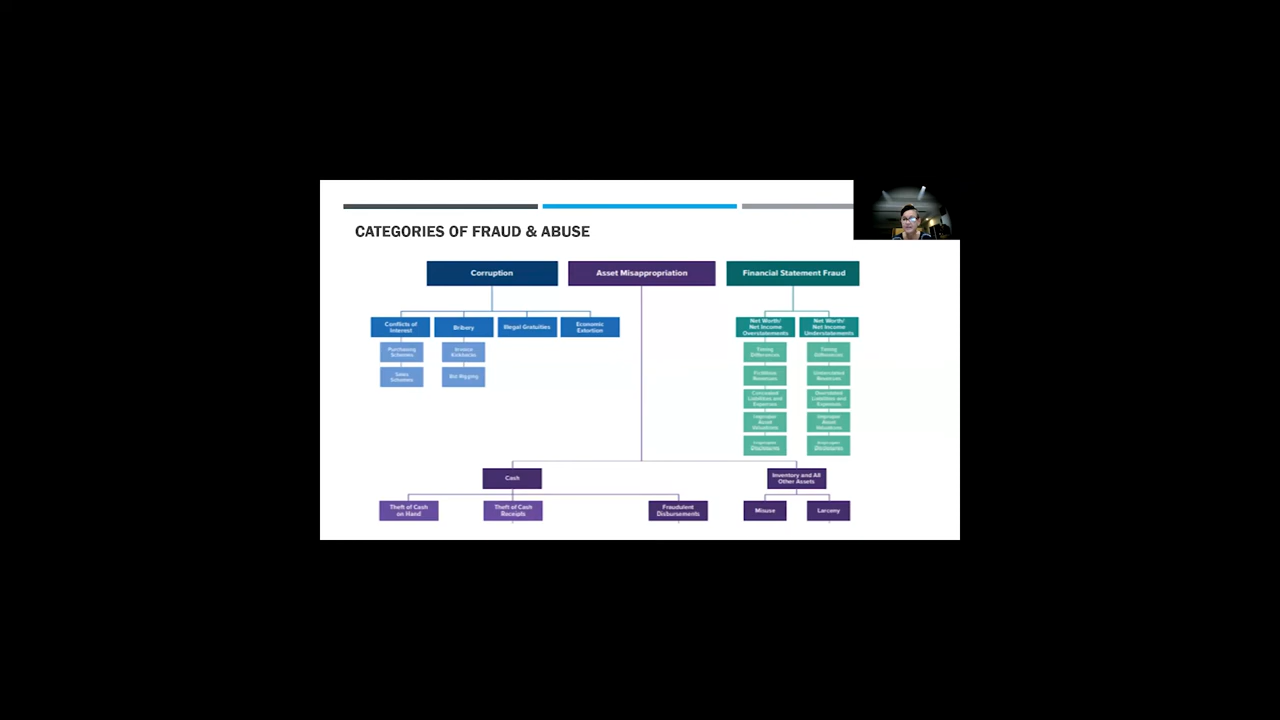 CATEGORIES OF FRAUD & ABUSE
Corruption
Asset Misappropriation
Financial Statement Fraud
Conflicts of
Interest
Bribery
Illegal Gratuities
Economic
Extortion
Net Worth/
Net Income
Overstatements
Net Worth/
Net Income
Understatements
Purchasing
Schemes
Invoice
Kickbacks
Timing
Differences
Timing
Differences
Sales
Schemes
Bid Rigging
Fictitious
Revenues
Understated
Revenues
Concealed
Liabilities and
Expenses
Overstated
Liabilities and
Expenses
Improper
Asset
Valuations
Improper
Asset
Valuations
Improper
Disclosures
Improper
Disclosures
Cash
Inventory and All
Other Assets
Theft of Cash
on Hand
Theft of Cash
Receipts
Fraudulent
Disbursements
Misuse
Larceny